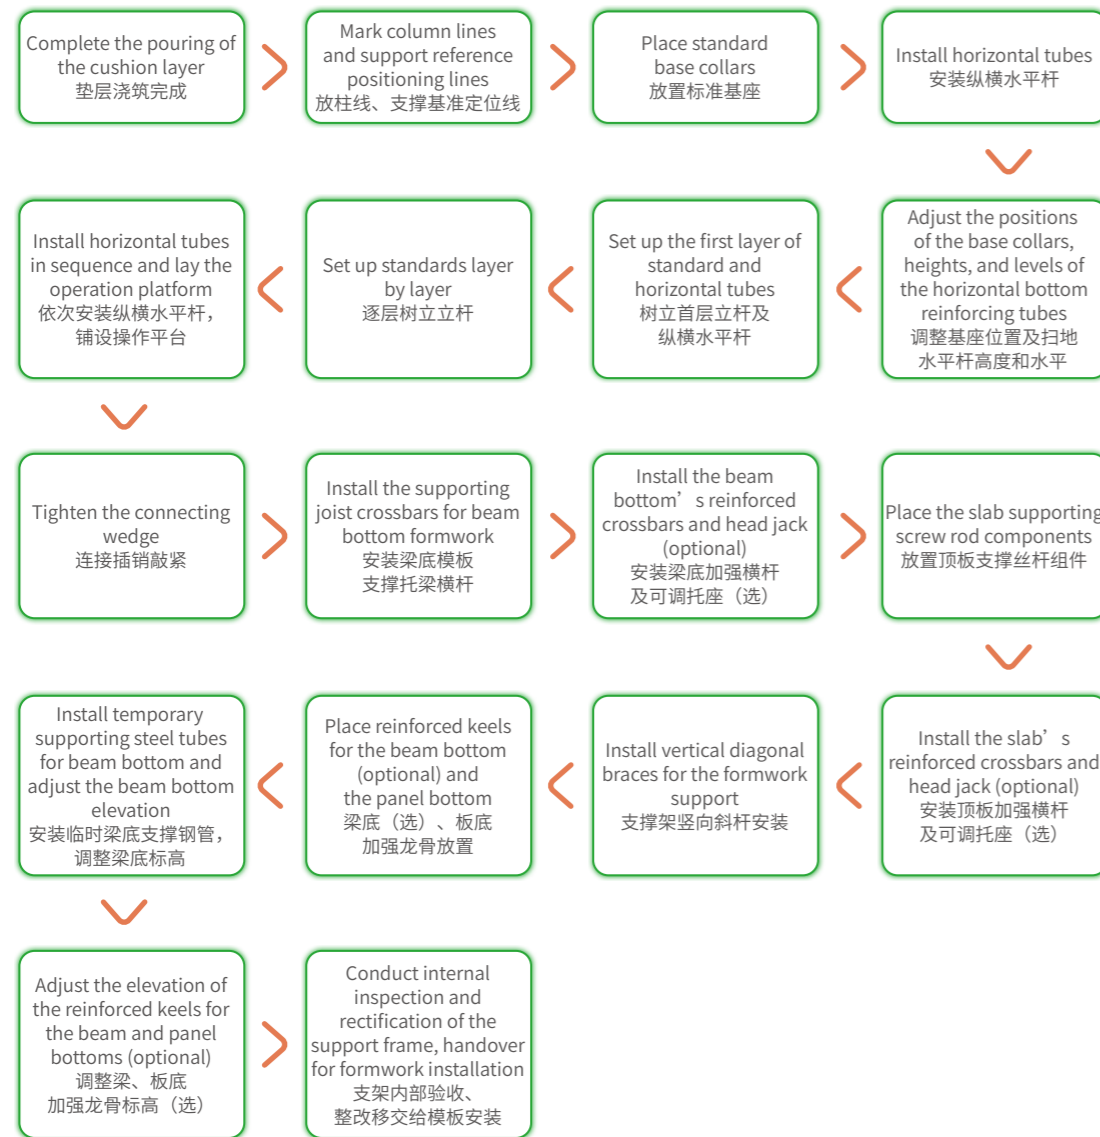 Complete the pouring of
the cushion layer
垫层浇筑完成
Mark column lines
and support reference
positioning lines
放柱线、支撑基准定位线
Place standard
base collars
放置标准基座
Install horizontal tubes
安装纵横水平杆
Adjust the positions
of the base collars,
heights, and levels of
the horizontal bottom
reinforcing tubes
调整基座位置及扫地
水平杆高度和水平
Set up the first layer of
standard and
horizontal tubes
树立首层立杆及
纵横水平杆
Set up standards layer
by layer
逐层树立立杆
Install horizontal tubes
in sequence and lay the
operation platform
依次安装纵横水平杆，
铺设操作平台
Tighten the connecting
wedge
连接插销敲紧
Install the supporting
joist crossbars for beam
bottom formwork
安装梁底模板
支撑托梁横杆
Install the beam
bottom’s reinforced
crossbars and head jack
(optional)
安装梁底加强横杆
及可调托座（选）
Place the slab supporting
screw rod components
放置顶板支撑丝杆组件
Install the slab’s
reinforced crossbars and
head jack (optional)
安装顶板加强横杆
及可调托座（选）
Install vertical diagonal
braces for the formwork
support
支撑架竖向斜杆安装
Place reinforced keels
for the beam bottom
(optional) and
the panel bottom
梁底（选）、板底
加强龙骨放置
Install temporary
supporting steel tubes
for beam bottom and
adjust the beam bottom
elevation
安装临时梁底支撑钢管，
调整梁底标高
Adjust the elevation of
the reinforced keels for
the beam and panel
bottoms (optional)
调整梁、板底
加强龙骨标高（选）
Conduct internal
inspection and
rectification of the
support frame, handover
for formwork installation
支架内部验收、
整改移交给模板安装